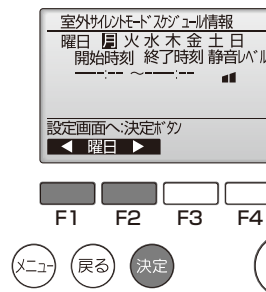 室外サイレントモードスケジュール情報
曜日 月 火 水 木 金 土 日
開始時刻 終了時刻 静音レベル
--:-- ～--:--
設定画面へ:決定ボタン
◀ 曜日 ▶
F1 F2 F3 F4
メニュー 戻る 決定